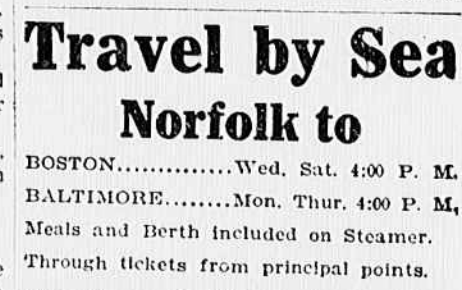 Travel by Sea
Norfolk to
BOSTON..............Wed. Sat. 4:00 P. M.
BALTIMORE........Mon. Thur. 4:00 P. M,
Meals and Berth included on Steamer.
Through tickets from principal points.